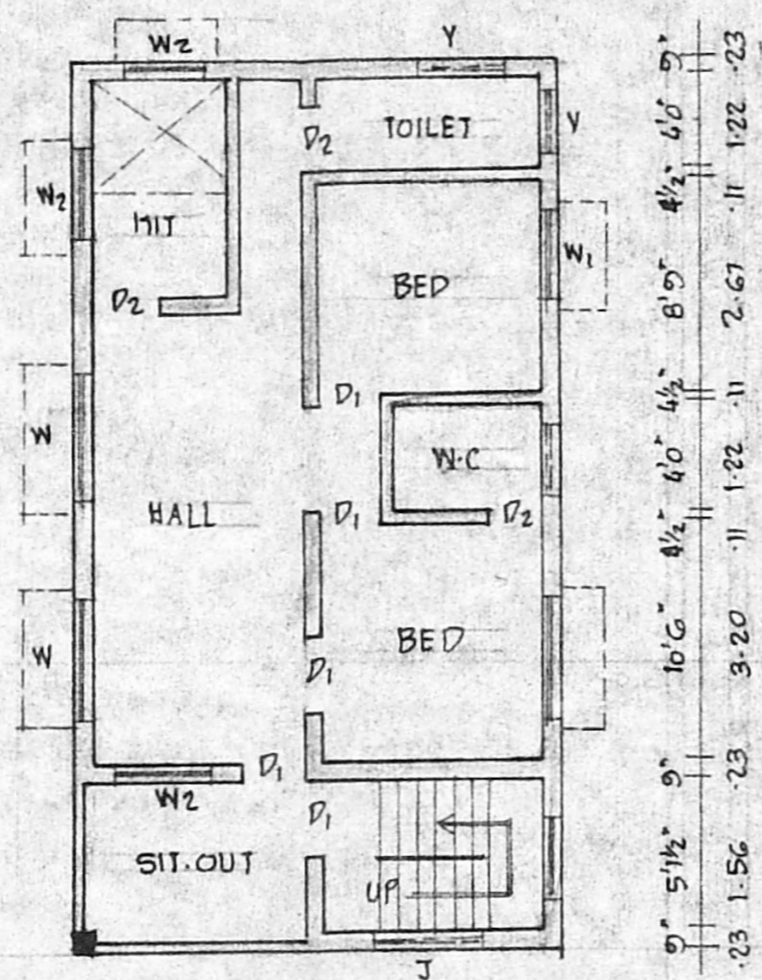 W2
V
D2
TOILET
V
W2
KIT
D2
W1
BED
D1
W
W.C
HALL
D1
D2
W
BED
D1
D1
W2
D1
SIT.OUT
UP
J
9" .23
4'0" 1.22
4½" .11
8'9" 2.67
4½" .11
4'0" 1.22
4½" .11
10'6" 3.20
9" .23
5'1½" 1.56
9" .23